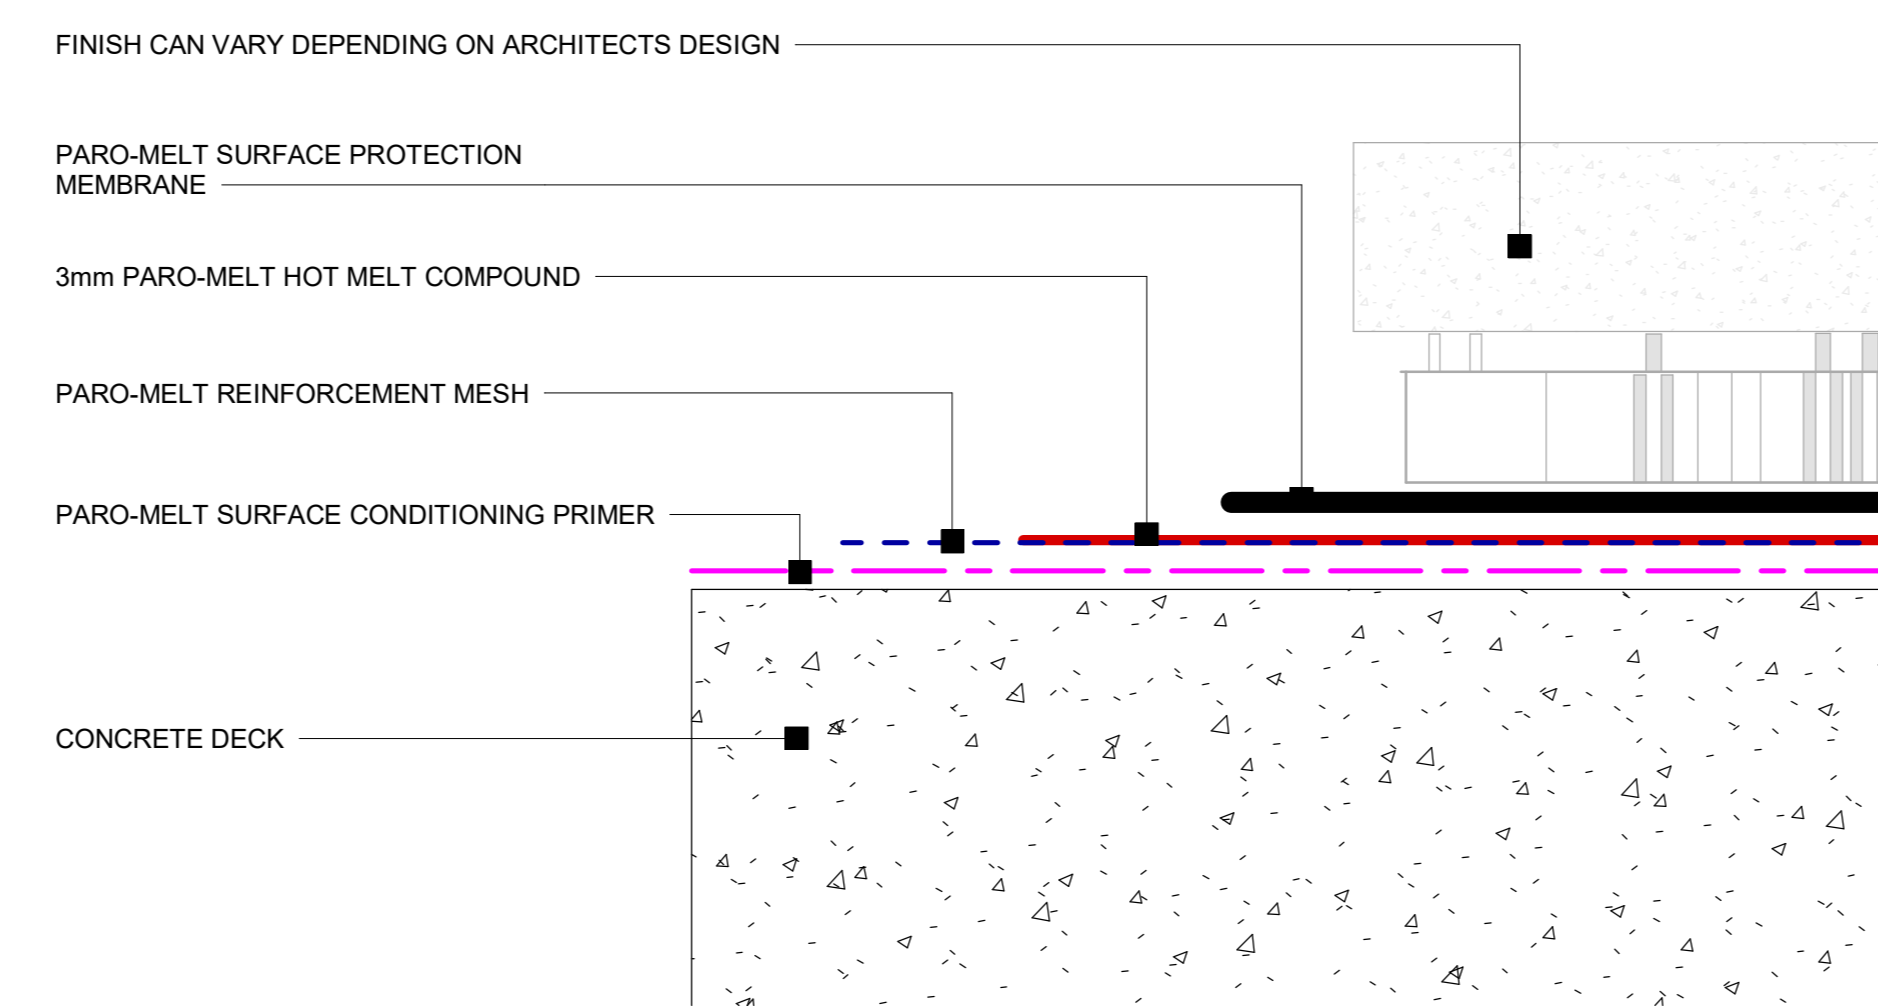 FINISH CAN VARY DEPENDING ON ARCHITECTS DESIGN
PARO-MELT SURFACE PROTECTION
MEMBRANE
3mm PARO-MELT HOT MELT COMPOUND
PARO-MELT REINFORCEMENT MESH
PARO-MELT SURFACE CONDITIONING PRIMER
CONCRETE DECK